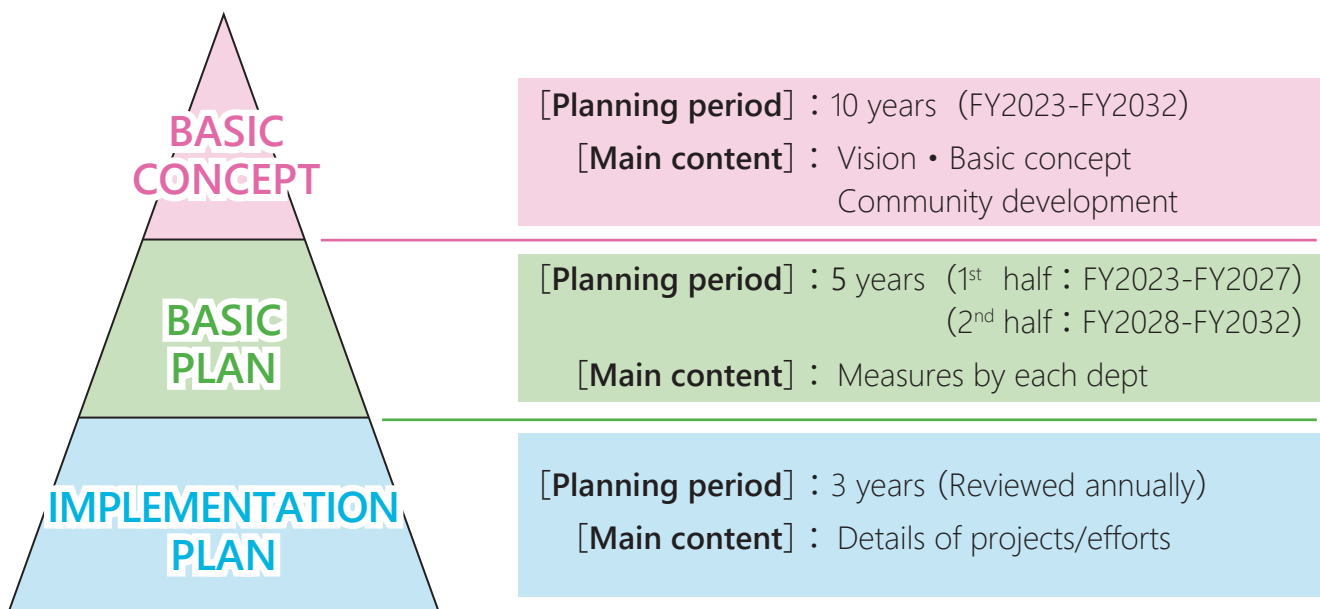 BASIC
CONCEPT
[Planning period]：10 years (FY2023-FY2032)
[Main content]： Vision・Basic concept
Community development
BASIC
PLAN
[Planning period]：5 years (1st half：FY2023-FY2027)
(2nd half：FY2028-FY2032)
[Main content]： Measures by each dept
IMPLEMENTATION
PLAN
[Planning period]：3 years (Reviewed annually)
[Main content]： Details of projects/efforts